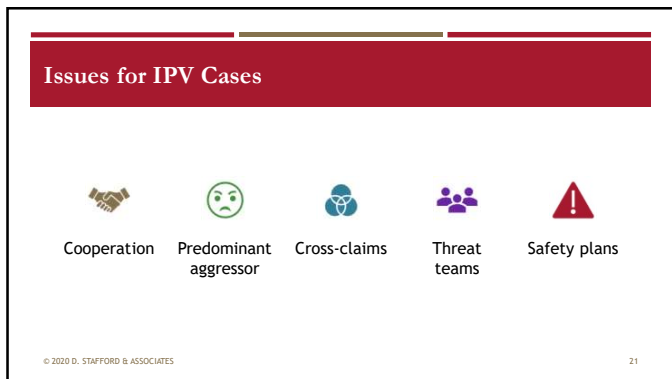 Issues for IPV Cases
Cooperation
Predominant
aggressor
Cross-claims
Threat
teams
Safety plans
© 2020 D. STAFFORD & ASSOCIATES
21